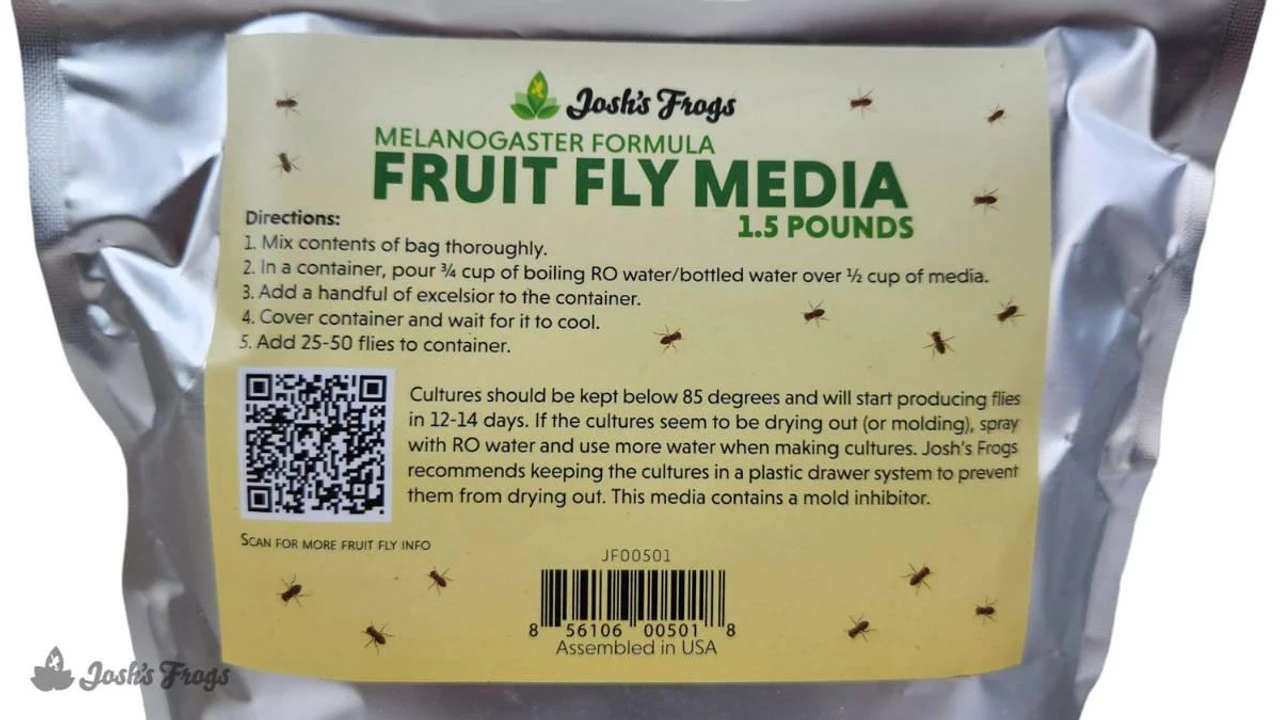 Josh's Frogs
MELANOGASTER FORMULA
FRUIT FLY MEDIA
1.5 POUNDS
Directions:
1. Mix contents of bag thoroughly.
2. In a container, pour ¾ cup of boiling RO water/bottled water over ½ cup of media.
3. Add a handful of excelsior to the container.
4. Cover container and wait for it to cool.
5. Add 25-50 flies to container.
Cultures should be kept below 85 degrees and will start producing flies
in 12-14 days. If the cultures seem to be drying out (or molding), spray
with RO water and use more water when making cultures. Josh's Frogs
recommends keeping the cultures in a plastic drawer system to prevent
them from drying out. This media contains a mold inhibitor.
SCAN FOR MORE FRUIT FLY INFO
JF00501
8 56106 00501 8
Assembled in USA
Josh's Frogs